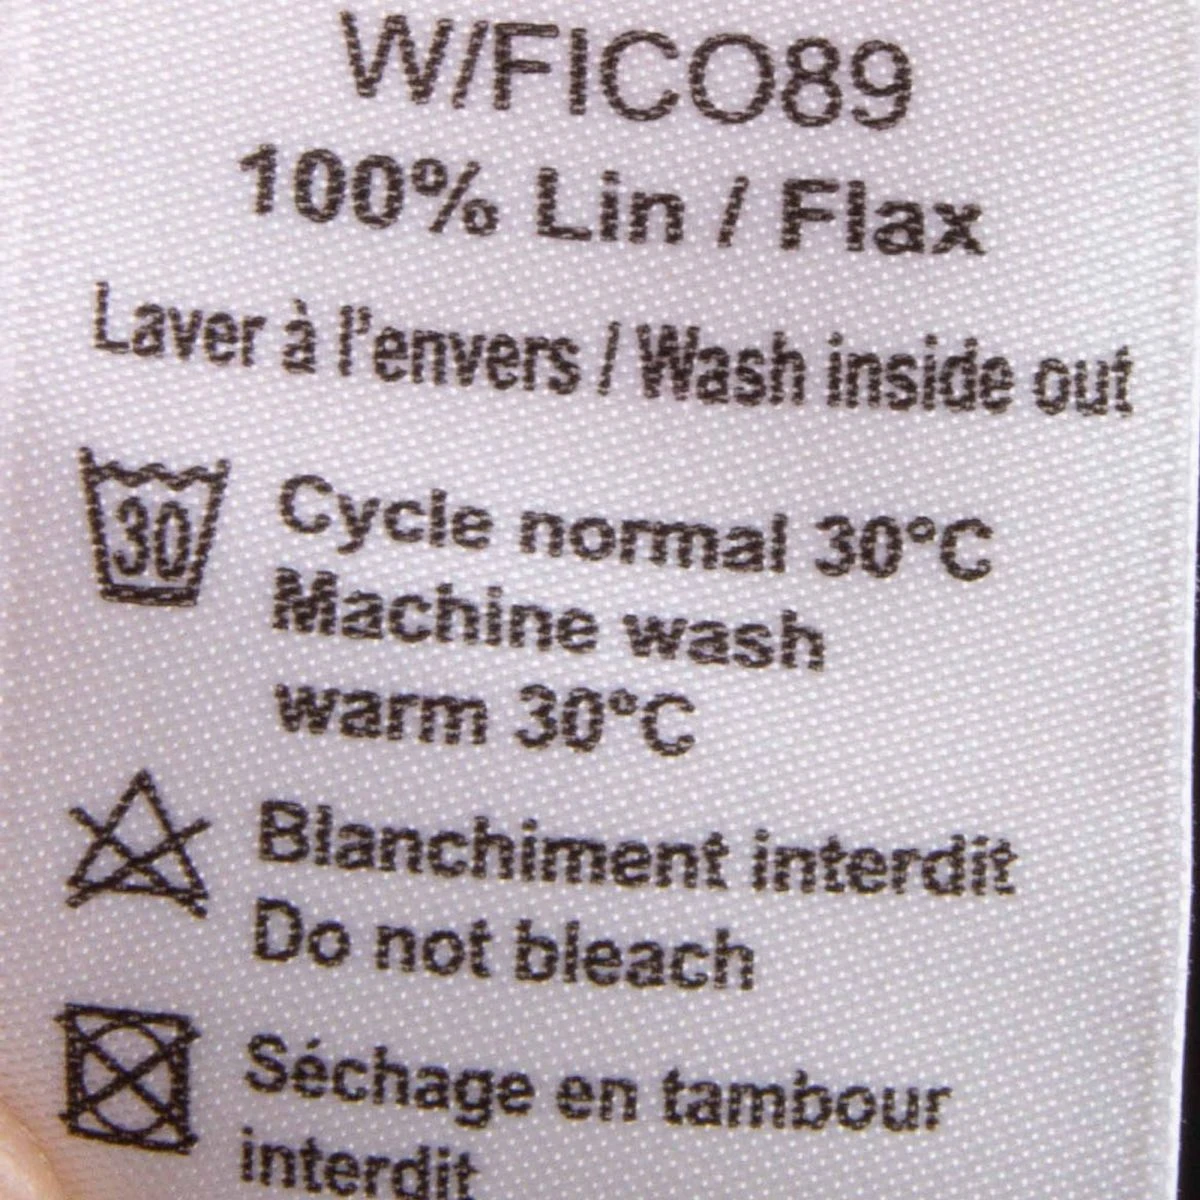 W/FICO89
100% Lin / Flax
Laver à l'envers / Wash inside out
30 Cycle normal 30°C
Machine wash
warm 30°C
Blanchiment interdit
Do not bleach
Séchage en tambour
interdit